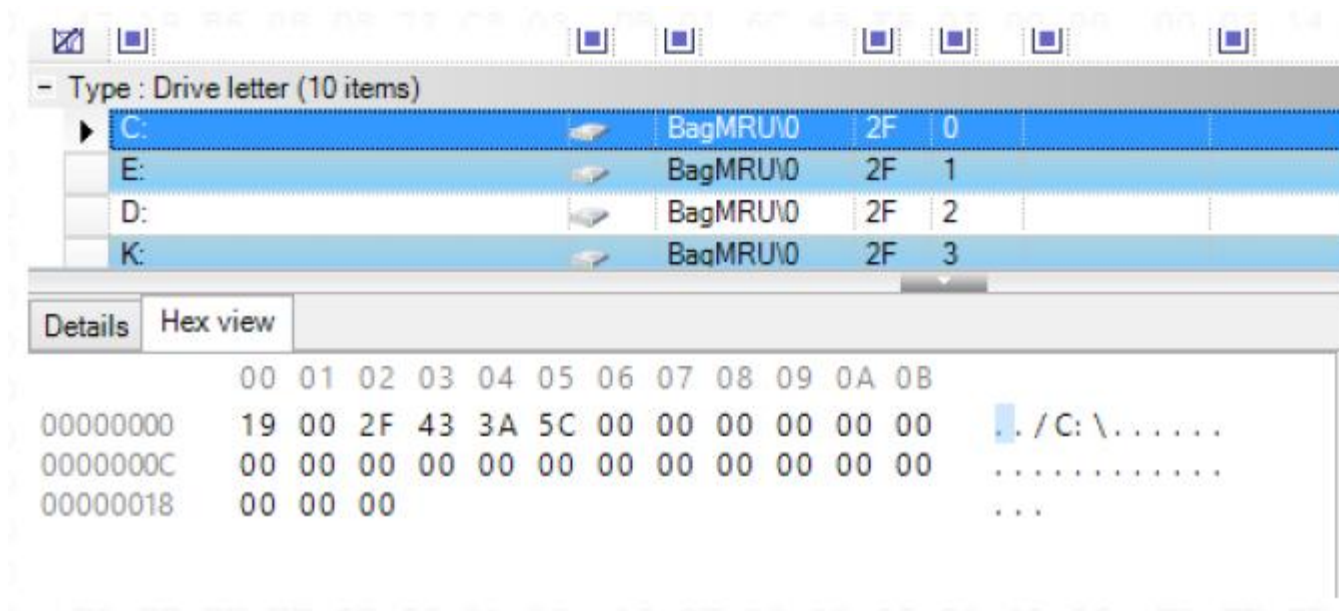 - Type : Drive letter (10 items)
C: BagMRU\0 2F 0
E: BagMRU\0 2F 1
D: BagMRU\0 2F 2
K: BagMRU\0 2F 3
Details Hex view
00 01 02 03 04 05 06 07 08 09 0A 0B
00000000 19 00 2F 43 3A 5C 00 00 00 00 00 00 ../C:\......
0000000C 00 00 00 00 00 00 00 00 00 00 00 00 ............
00000018 00 00 00 ...